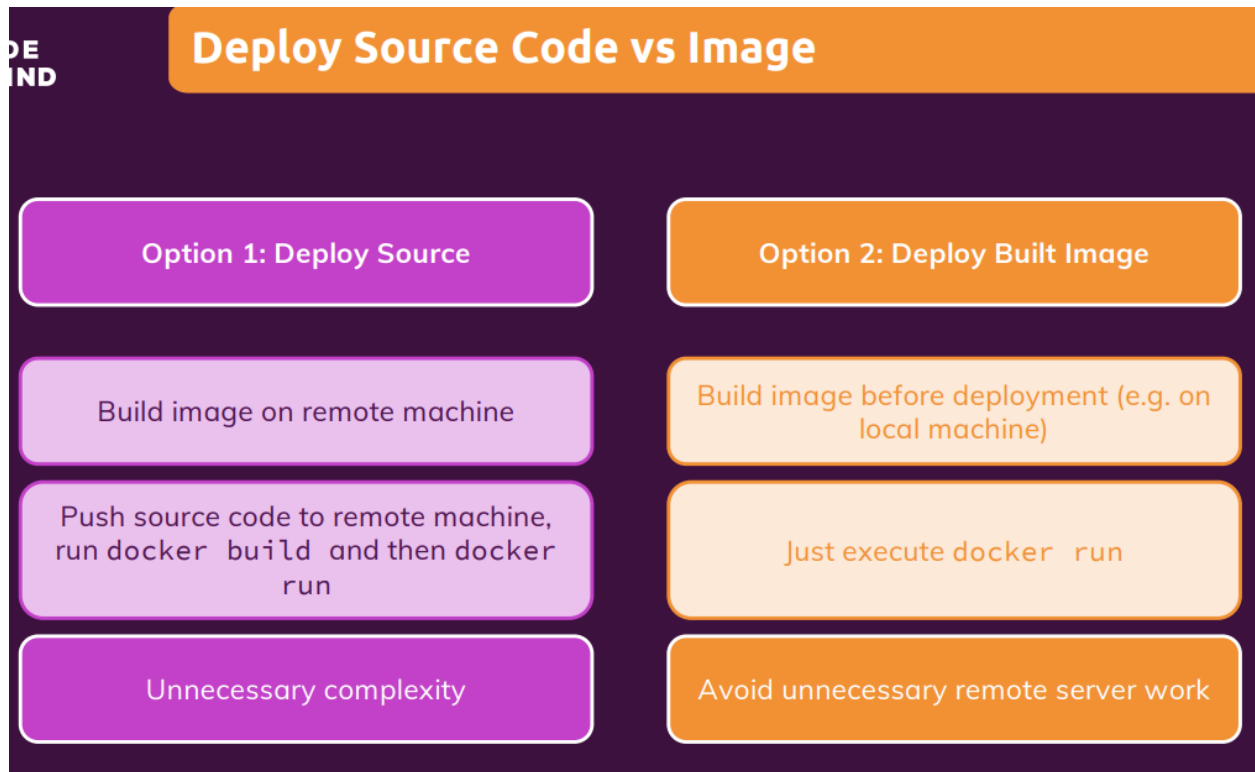 DE
IND
Deploy Source Code vs Image
Option 1: Deploy Source
Option 2: Deploy Built Image
Build image on remote machine
Build image before deployment (e.g. on
local machine)
Push source code to remote machine,
run docker build and then docker
run
Just execute docker run
Unnecessary complexity
Avoid unnecessary remote server work